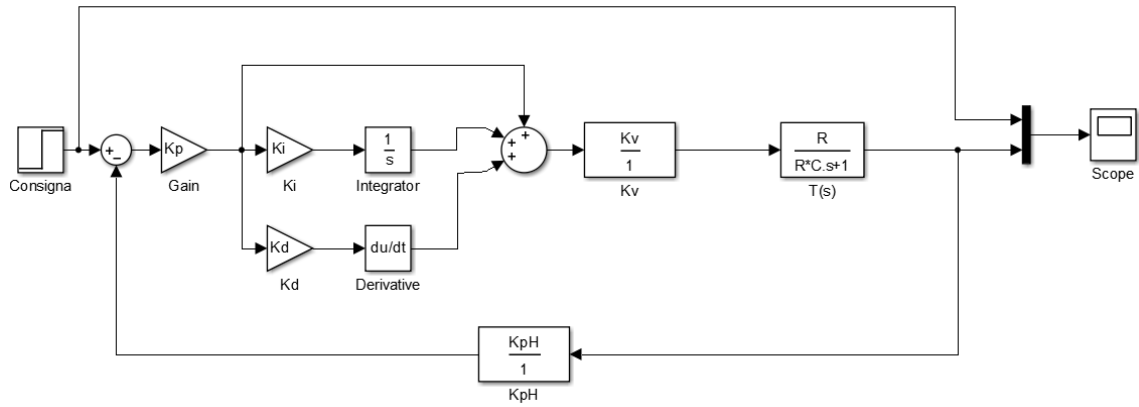 Consigna
+
−
Kp
Gain
Ki
Ki
1
s
Integrator
Kd
Kd
du/dt
Derivative
+
+
+
Kv
1
Kv
R
R*C.s+1
T(s)
Scope
KpH
1
KpH